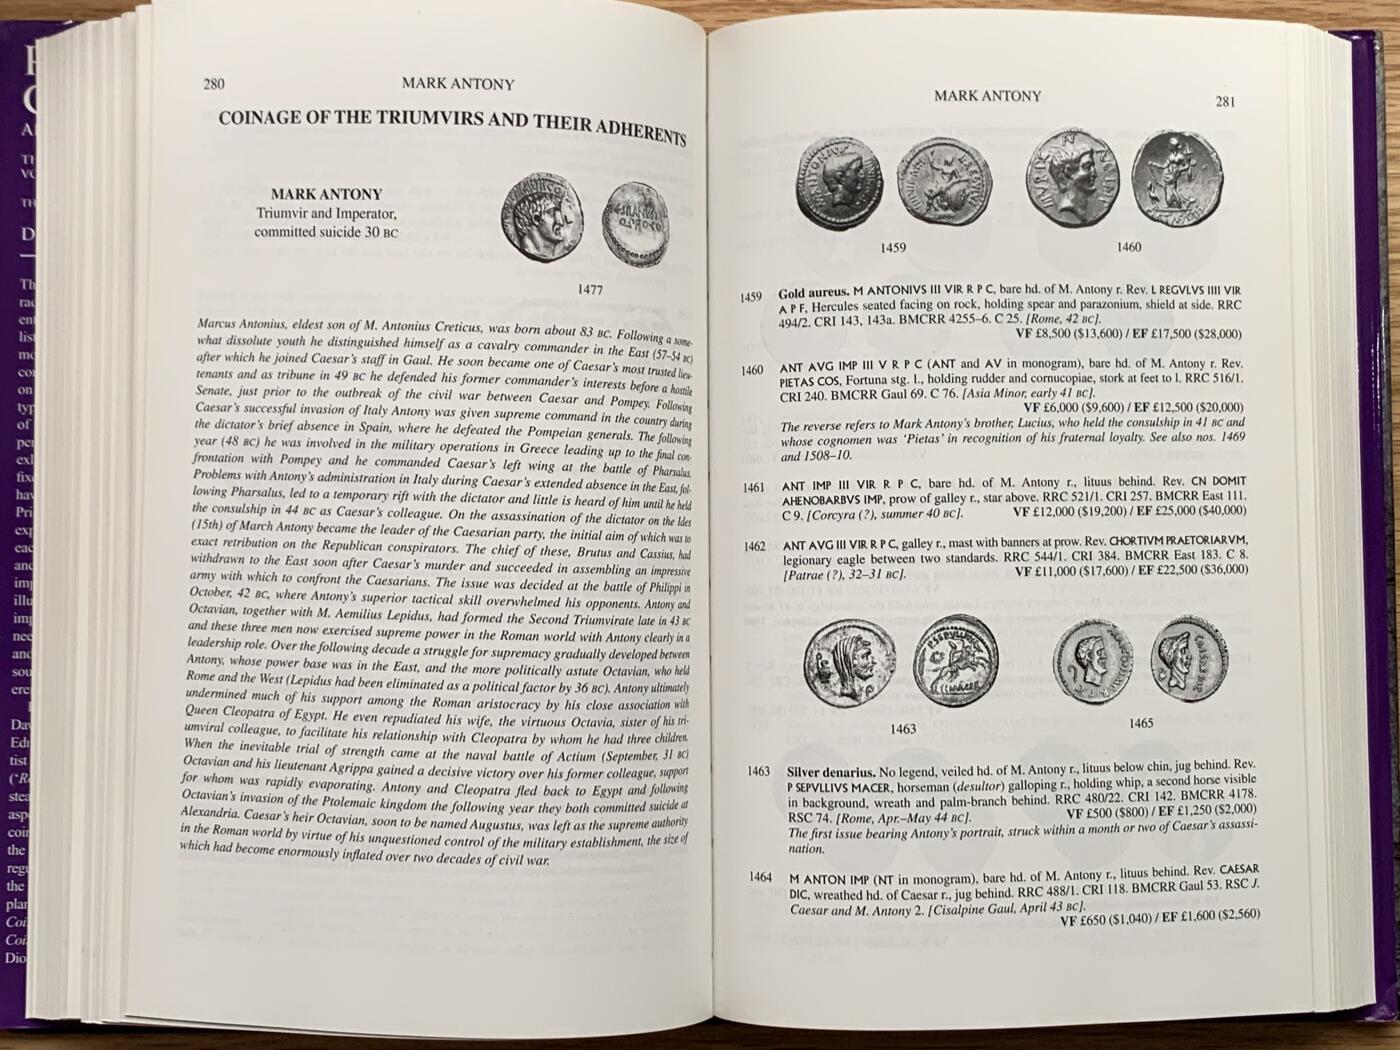 280
MARK ANTONY
COINAGE OF THE TRIUMVIRS AND THEIR ADHERENTS
MARK ANTONY
Triumvir and Imperator,
committed suicide 30 BC
1477
Marcus Antonius, eldest son of M. Antonius Creticus, was born about 83 BC. Following a some-
what dissolute youth he distinguished himself as a cavalry commander in the East (57–54 BC)
after which he joined Caesar's staff in Gaul. He soon became one of Caesar's most trusted lieu-
tenants and as tribune in 49 BC he defended his former commander's interests before a hostile
Senate, just prior to the outbreak of the civil war between Caesar and Pompey. Following
Caesar's successful invasion of Italy Antony was given supreme command in the country during
the dictator's brief absence in Spain, where he defeated the Pompeian generals. The following
year (48 BC) he was involved in the military operations in Greece leading up to the final con-
frontation with Pompey and he commanded Caesar's left wing at the battle of Pharsalus.
Problems with Antony's administration in Italy during Caesar's extended absence in the East, fol-
lowing Pharsalus, led to a temporary rift with the dictator and little is heard of him until he held
the consulship in 44 BC as Caesar's colleague. On the assassination of the dictator on the Ides
(15th) of March Antony became the leader of the Caesarian party, the initial aim of which was to
exact retribution on the Republican conspirators. The chief of these, Brutus and Cassius, had
withdrawn to the East soon after Caesar's murder and succeeded in assembling an impressive
army with which to confront the Caesarians. The issue was decided at the battle of Philippi in
October, 42 BC, where Antony's superior tactical skill overwhelmed his opponents. Antony and
Octavian, together with M. Aemilius Lepidus, had formed the Second Triumvirate late in 43 BC
and these three men now exercised supreme power in the Roman world with Antony clearly in a
leadership role. Over the following decade a struggle for supremacy gradually developed between
Antony, whose power base was in the East, and the more politically astute Octavian, who held
Rome and the West (Lepidus had been eliminated as a political factor by 36 BC). Antony ultimately
undermined much of his support among the Roman aristocracy by his close association with
Queen Cleopatra of Egypt. He even repudiated his wife, the virtuous Octavia, sister of his tri-
umviral colleague, to facilitate his relationship with Cleopatra by whom he had three children.
When the inevitable trial of strength came at the naval battle of Actium (September, 31 BC)
Octavian and his lieutenant Agrippa gained a decisive victory over his former colleague, support
for whom was rapidly evaporating. Antony and Cleopatra fled back to Egypt and following
Octavian's invasion of the Ptolemaic kingdom the following year they both committed suicide at
Alexandria. Caesar's heir Octavian, soon to be named Augustus, was left as the supreme authority
in the Roman world by virtue of his unquestioned control of the military establishment, the size of
which had become enormously inflated over two decades of civil war.
MARK ANTONY
281
1459
1460
1459 Gold aureus. M ANTONIVS III VIR R P C, bare hd. of M. Antony r. Rev. L REGVLVS IIII VIR
A P F, Hercules seated facing on rock, holding spear and parazonium, shield at side. RRC
494/2. CRI 143, 143a. BMCRR 4255–6. C 25. [Rome, 42 BC].
VF £8,500 ($13,600) / EF £17,500 ($28,000)
1460 ANT AVG IMP III V R P C (ANT and AV in monogram), bare hd. of M. Antony r. Rev.
PIETAS COS, Fortuna stg. l., holding rudder and cornucopiae, stork at feet to l. RRC 516/1.
CRI 240. BMCRR Gaul 69. C 76. [Asia Minor, early 41 BC].
VF £6,000 ($9,600) / EF £12,500 ($20,000)
The reverse refers to Mark Antony's brother, Lucius, who held the consulship in 41 BC and
whose cognomen was 'Pietas' in recognition of his fraternal loyalty. See also nos. 1469
and 1508–10.
1461 ANT IMP III VIR R P C, bare hd. of M. Antony r., lituus behind. Rev. CN DOMIT
AHENOBARBVS IMP, prow of galley r., star above. RRC 521/1. CRI 257. BMCRR East 111.
C 9. [Corcyra (?), summer 40 BC]. VF £12,000 ($19,200) / EF £25,000 ($40,000)
1462 ANT AVG III VIR R P C, galley r., mast with banners at prow. Rev. CHORTIVM PRAETORIARVM,
legionary eagle between two standards. RRC 544/1. CRI 384. BMCRR East 183. C 8.
[Patrae (?), 32–31 BC]. VF £11,000 ($17,600) / EF £22,500 ($36,000)
1463
1465
1463 Silver denarius. No legend, veiled hd. of M. Antony r., lituus below chin, jug behind. Rev.
P SEPVLLIVS MACER, horseman (desultor) galloping r., holding whip, a second horse visible
in background, wreath and palm-branch behind. RRC 480/22. CRI 142. BMCRR 4178.
RSC 74. [Rome, Apr.–May 44 BC]. VF £500 ($800) / EF £1,250 ($2,000)
The first issue bearing Antony's portrait, struck within a month or two of Caesar's assassi-
nation.
1464 M ANTON IMP (NT in monogram), bare hd. of M. Antony r., lituus behind. Rev. CAESAR
DIC, wreathed hd. of Caesar r., jug behind. RRC 488/1. CRI 118. BMCRR Gaul 53. RSC J.
Caesar and M. Antony 2. [Cisalpine Gaul, April 43 BC].
VF £650 ($1,040) / EF £1,600 ($2,560)